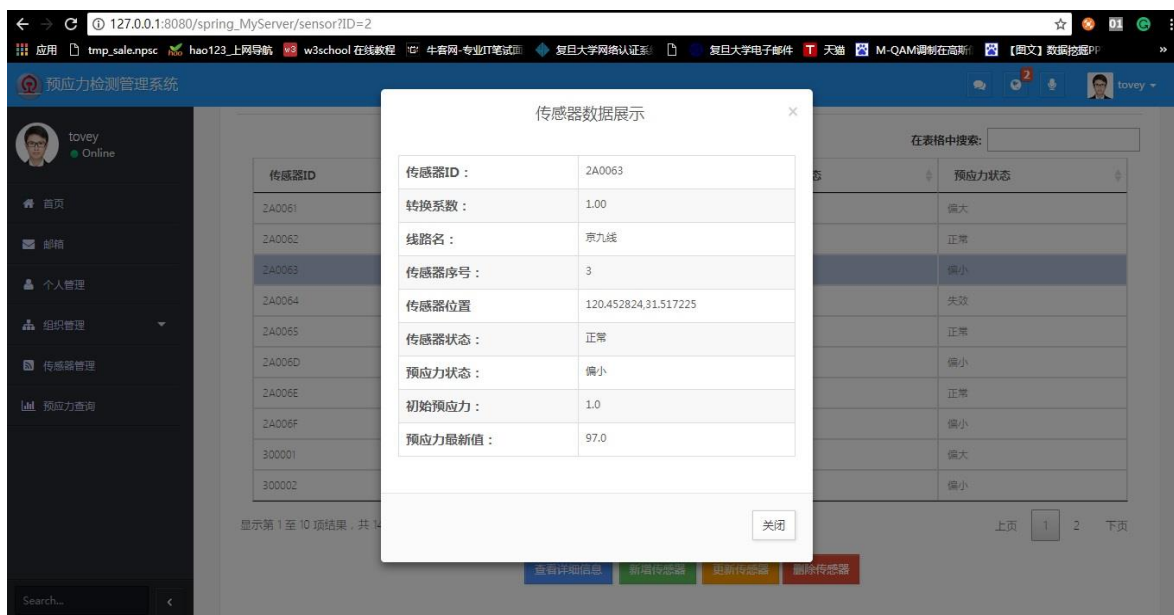 127.0.0.1:8080/spring_MyServer/sensor?ID=2
应用 tmp_sale.npsc hao123_上网导航 w3school 在线教程 牛客网-专业IT笔试面 复旦大学网络认证系 复旦大学电子邮件 天猫 M-QAM调制在高斯 【图文】数据挖掘PP »
预应力检测管理系统 2 tovey
传感器数据展示 ×
tovey
Online
在表格中搜索:
传感器ID 态 预应力状态
首页
邮箱
个人管理
组织管理
传感器管理
预应力查询
2A0061 偏大
2A0062 正常
2A0063 偏小
2A0064 失效
2A0065 正常
2A006D 偏小
2A006E 正常
2A006F 偏小
300001 偏大
300002 偏小
传感器ID： 2A0063
转换系数： 1.00
线路名： 京九线
传感器序号： 3
传感器位置 120.452824,31.517225
传感器状态： 正常
预应力状态： 偏小
初始预应力： 1.0
预应力最新值： 97.0
关闭
显示第 1 至 10 项结果，共
上页 1 2 下页
查看详细信息 新增传感器 更新传感器 删除传感器
Search...